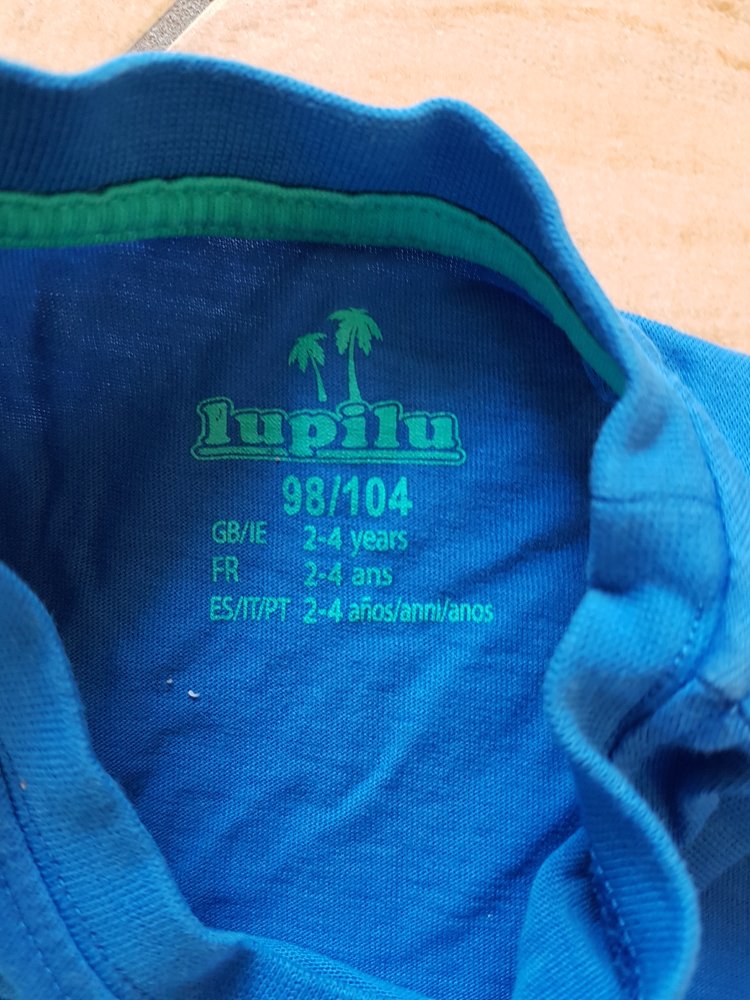 lupilu
98/104
GB/IE 2-4 years
FR 2-4 ans
ES/IT/PT 2-4 años/anni/anos